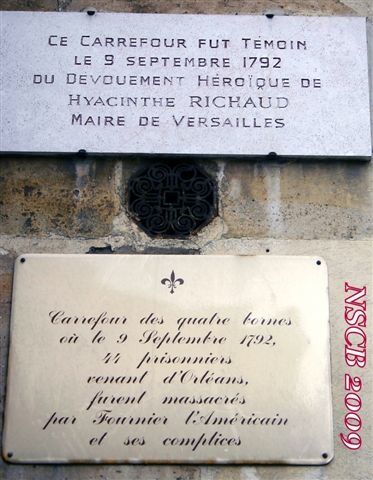 CE CARREFOUR FUT TÉMOIN
LE 9 SEPTEMBRE 1792
DU DÉVOUEMENT HÉROÏQUE DE
HYACINTHE RICHAUD
MAIRE DE VERSAILLES
Carrefour des quatre bornes
où le 9 Septembre 1792,
44 prisonniers
venant d'Orléans,
furent massacrés
par Fournier l'Américain
et ses complices
NSCB 2009